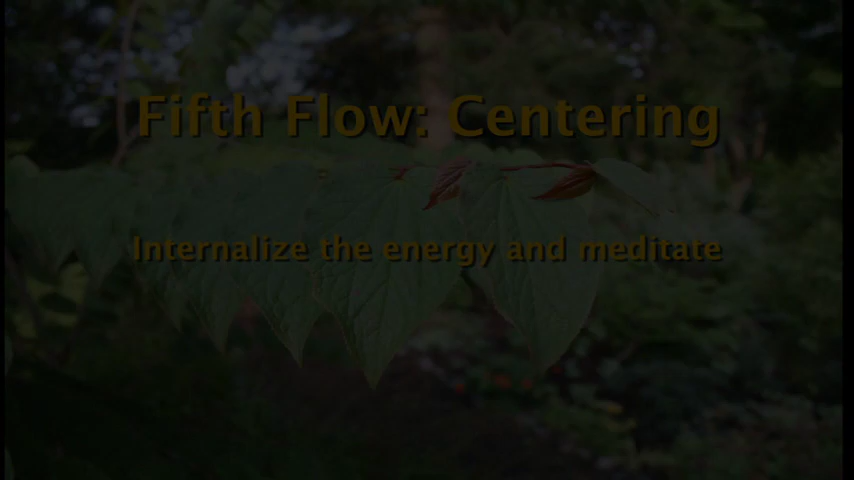 Fifth Flow: Centering
Internalize the energy and meditate